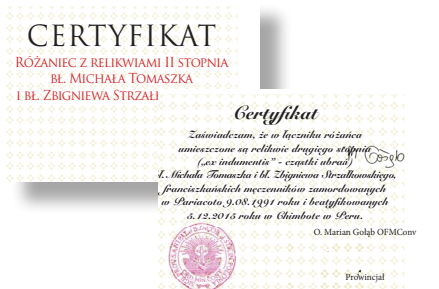 CERTYFIKAT
RÓŻANIEC Z RELIKWIAMI II STOPNIA
BŁ. MICHAŁA TOMASZKA
I BŁ. ZBIGNIEWA STRZAŁ
Certyfikat
Zaświadczam, że w łączniku różańca
umieszczone są relikwie drugiego stopnia
(„ex indumentis" - cząstki ubrań)
bł. Michała Tomaszka i bł. Zbigniewa Strzałkowskiego,
franciszkańskich męczenników zamordowanych
w Pariacoto 9.08.1991 roku i beatyfikowanych
5.12.2015 roku w Chimbote w Peru.
O. Marian Gołąb OFMConv
Prowincjał